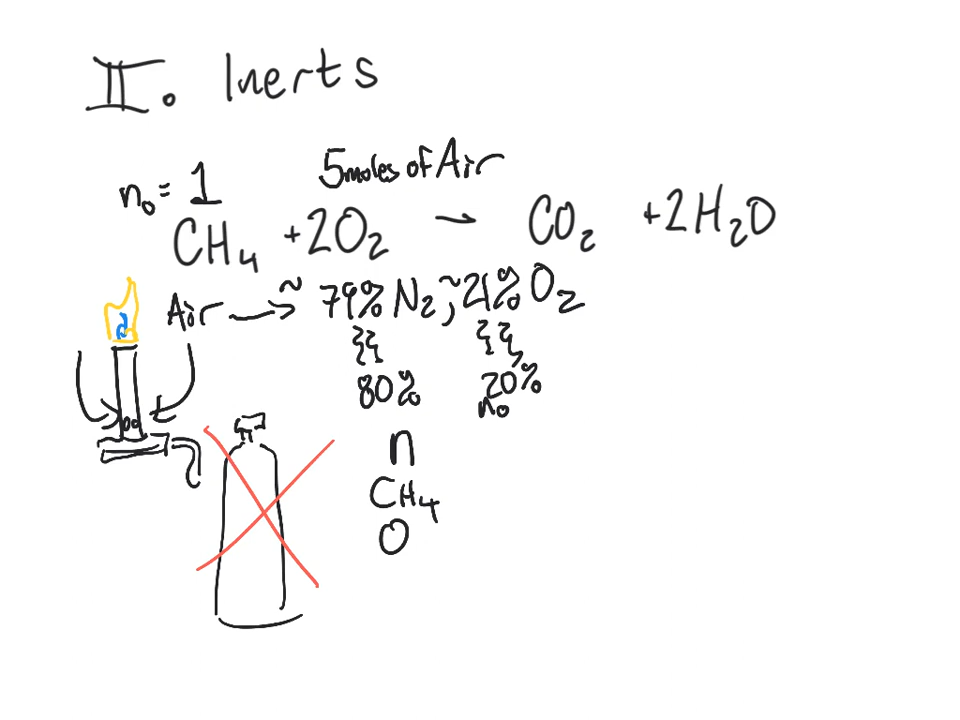 II. Inerts
5 moles of Air
n₀ = 1
CH₄ + 2O₂ → CO₂ + 2H₂O
Air → ~ 79% N₂, ~ 21% O₂
80% 20%
n₀
n
CH₄
O